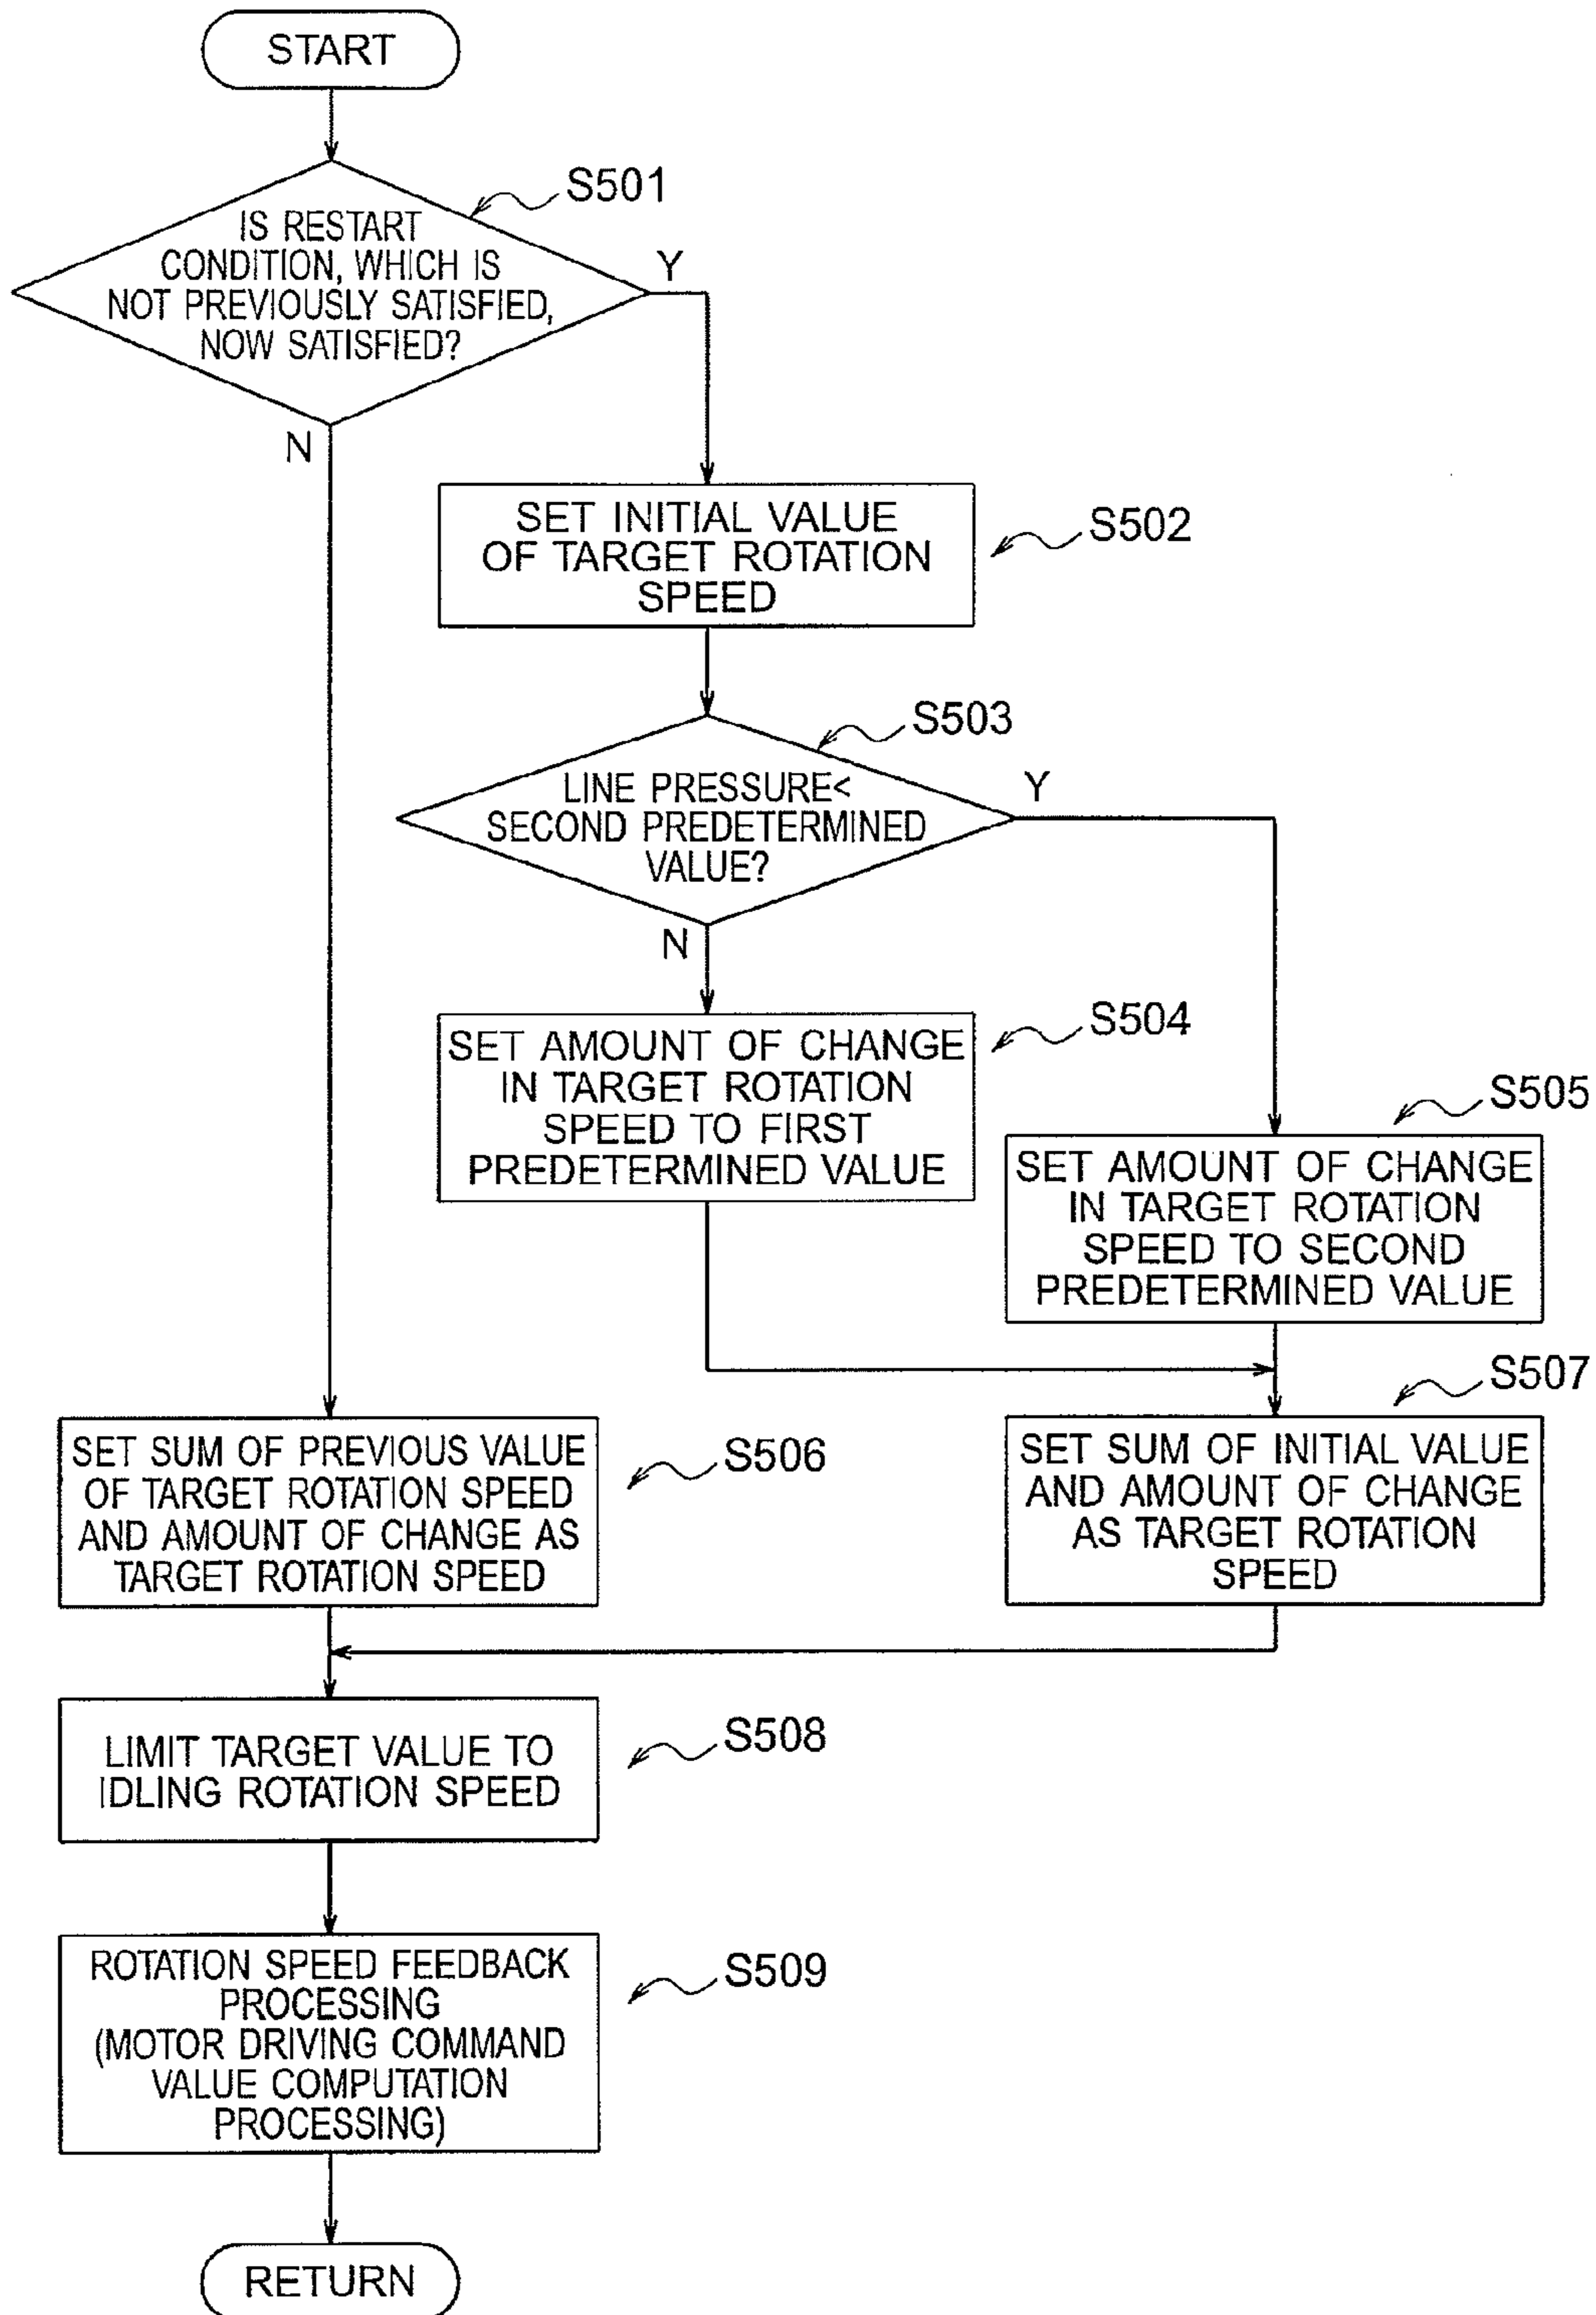 START
S501
IS RESTART
CONDITION, WHICH IS
NOT PREVIOUSLY SATISFIED,
NOW SATISFIED?
Y
N
SET INITIAL VALUE
OF TARGET ROTATION
SPEED
S502
S503
LINE PRESSURE<
SECOND PREDETERMINED
VALUE?
Y
N
SET AMOUNT OF CHANGE
IN TARGET ROTATION
SPEED TO FIRST
PREDETERMINED VALUE
S504
S505
SET AMOUNT OF CHANGE
IN TARGET ROTATION
SPEED TO SECOND
PREDETERMINED VALUE
SET SUM OF PREVIOUS VALUE
OF TARGET ROTATION SPEED
AND AMOUNT OF CHANGE AS
TARGET ROTATION SPEED
S506
S507
SET SUM OF INITIAL VALUE
AND AMOUNT OF CHANGE
AS TARGET ROTATION
SPEED
LIMIT TARGET VALUE TO
IDLING ROTATION SPEED
S508
ROTATION SPEED FEEDBACK
PROCESSING
(MOTOR DRIVING COMMAND
VALUE COMPUTATION
PROCESSING)
S509
RETURN